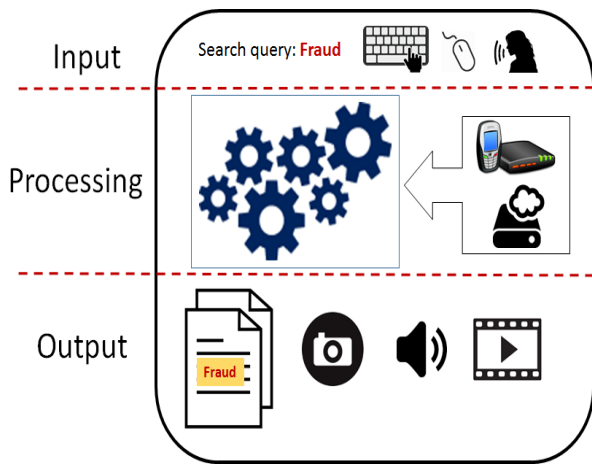 Input
Search query: Fraud
Processing
Output
Fraud